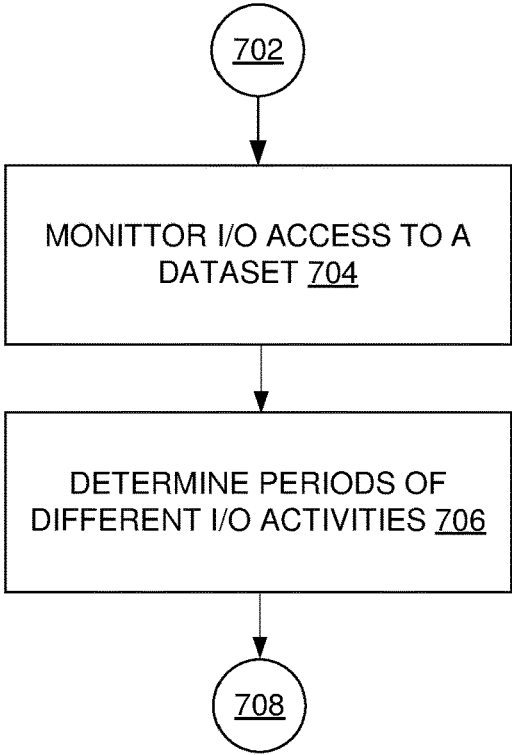 702
MONITTOR I/O ACCESS TO A
DATASET 704
DETERMINE PERIODS OF
DIFFERENT I/O ACTIVITIES 706
708